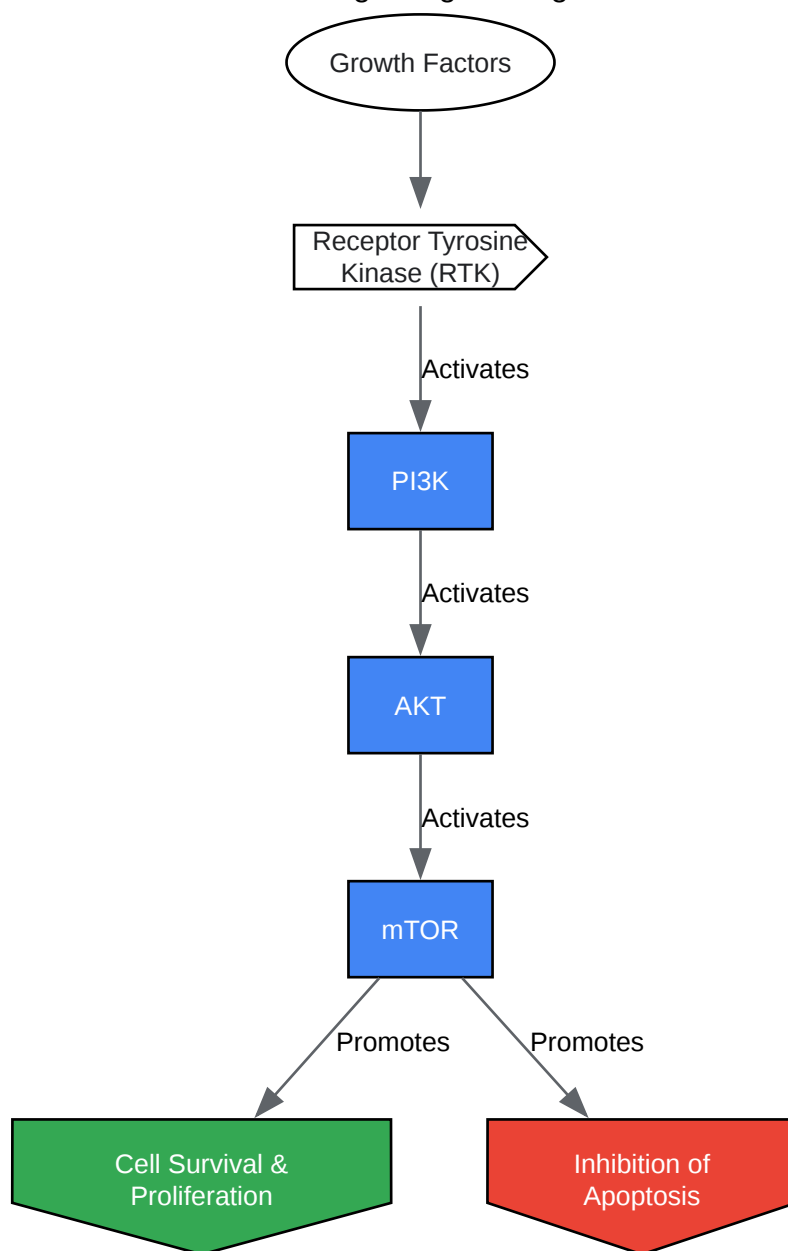 Growth Factors
Receptor Tyrosine
Kinase (RTK)
Activates
PI3K
Activates
AKT
Activates
mTOR
Promotes
Promotes
Cell Survival &
Proliferation
Inhibition of
Apoptosis